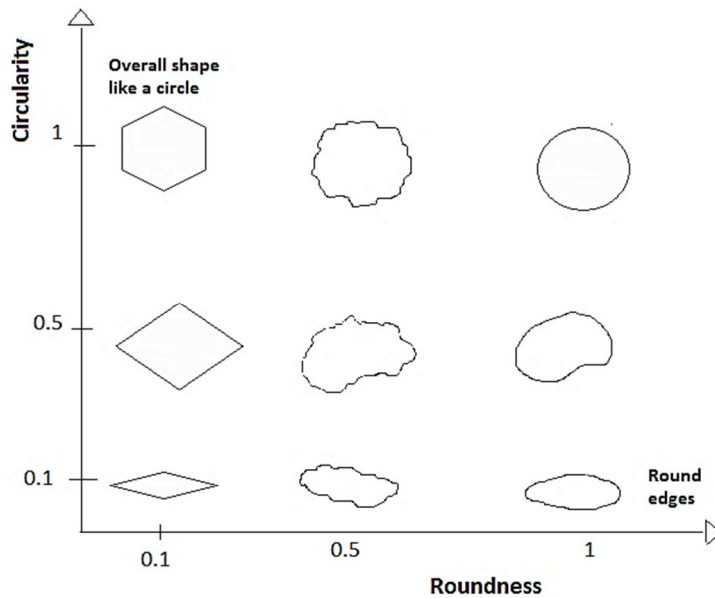 Circularity
Overall shape
like a circle
1
0.5
0.1
Round
edges
0.1
0.5
1
Roundness